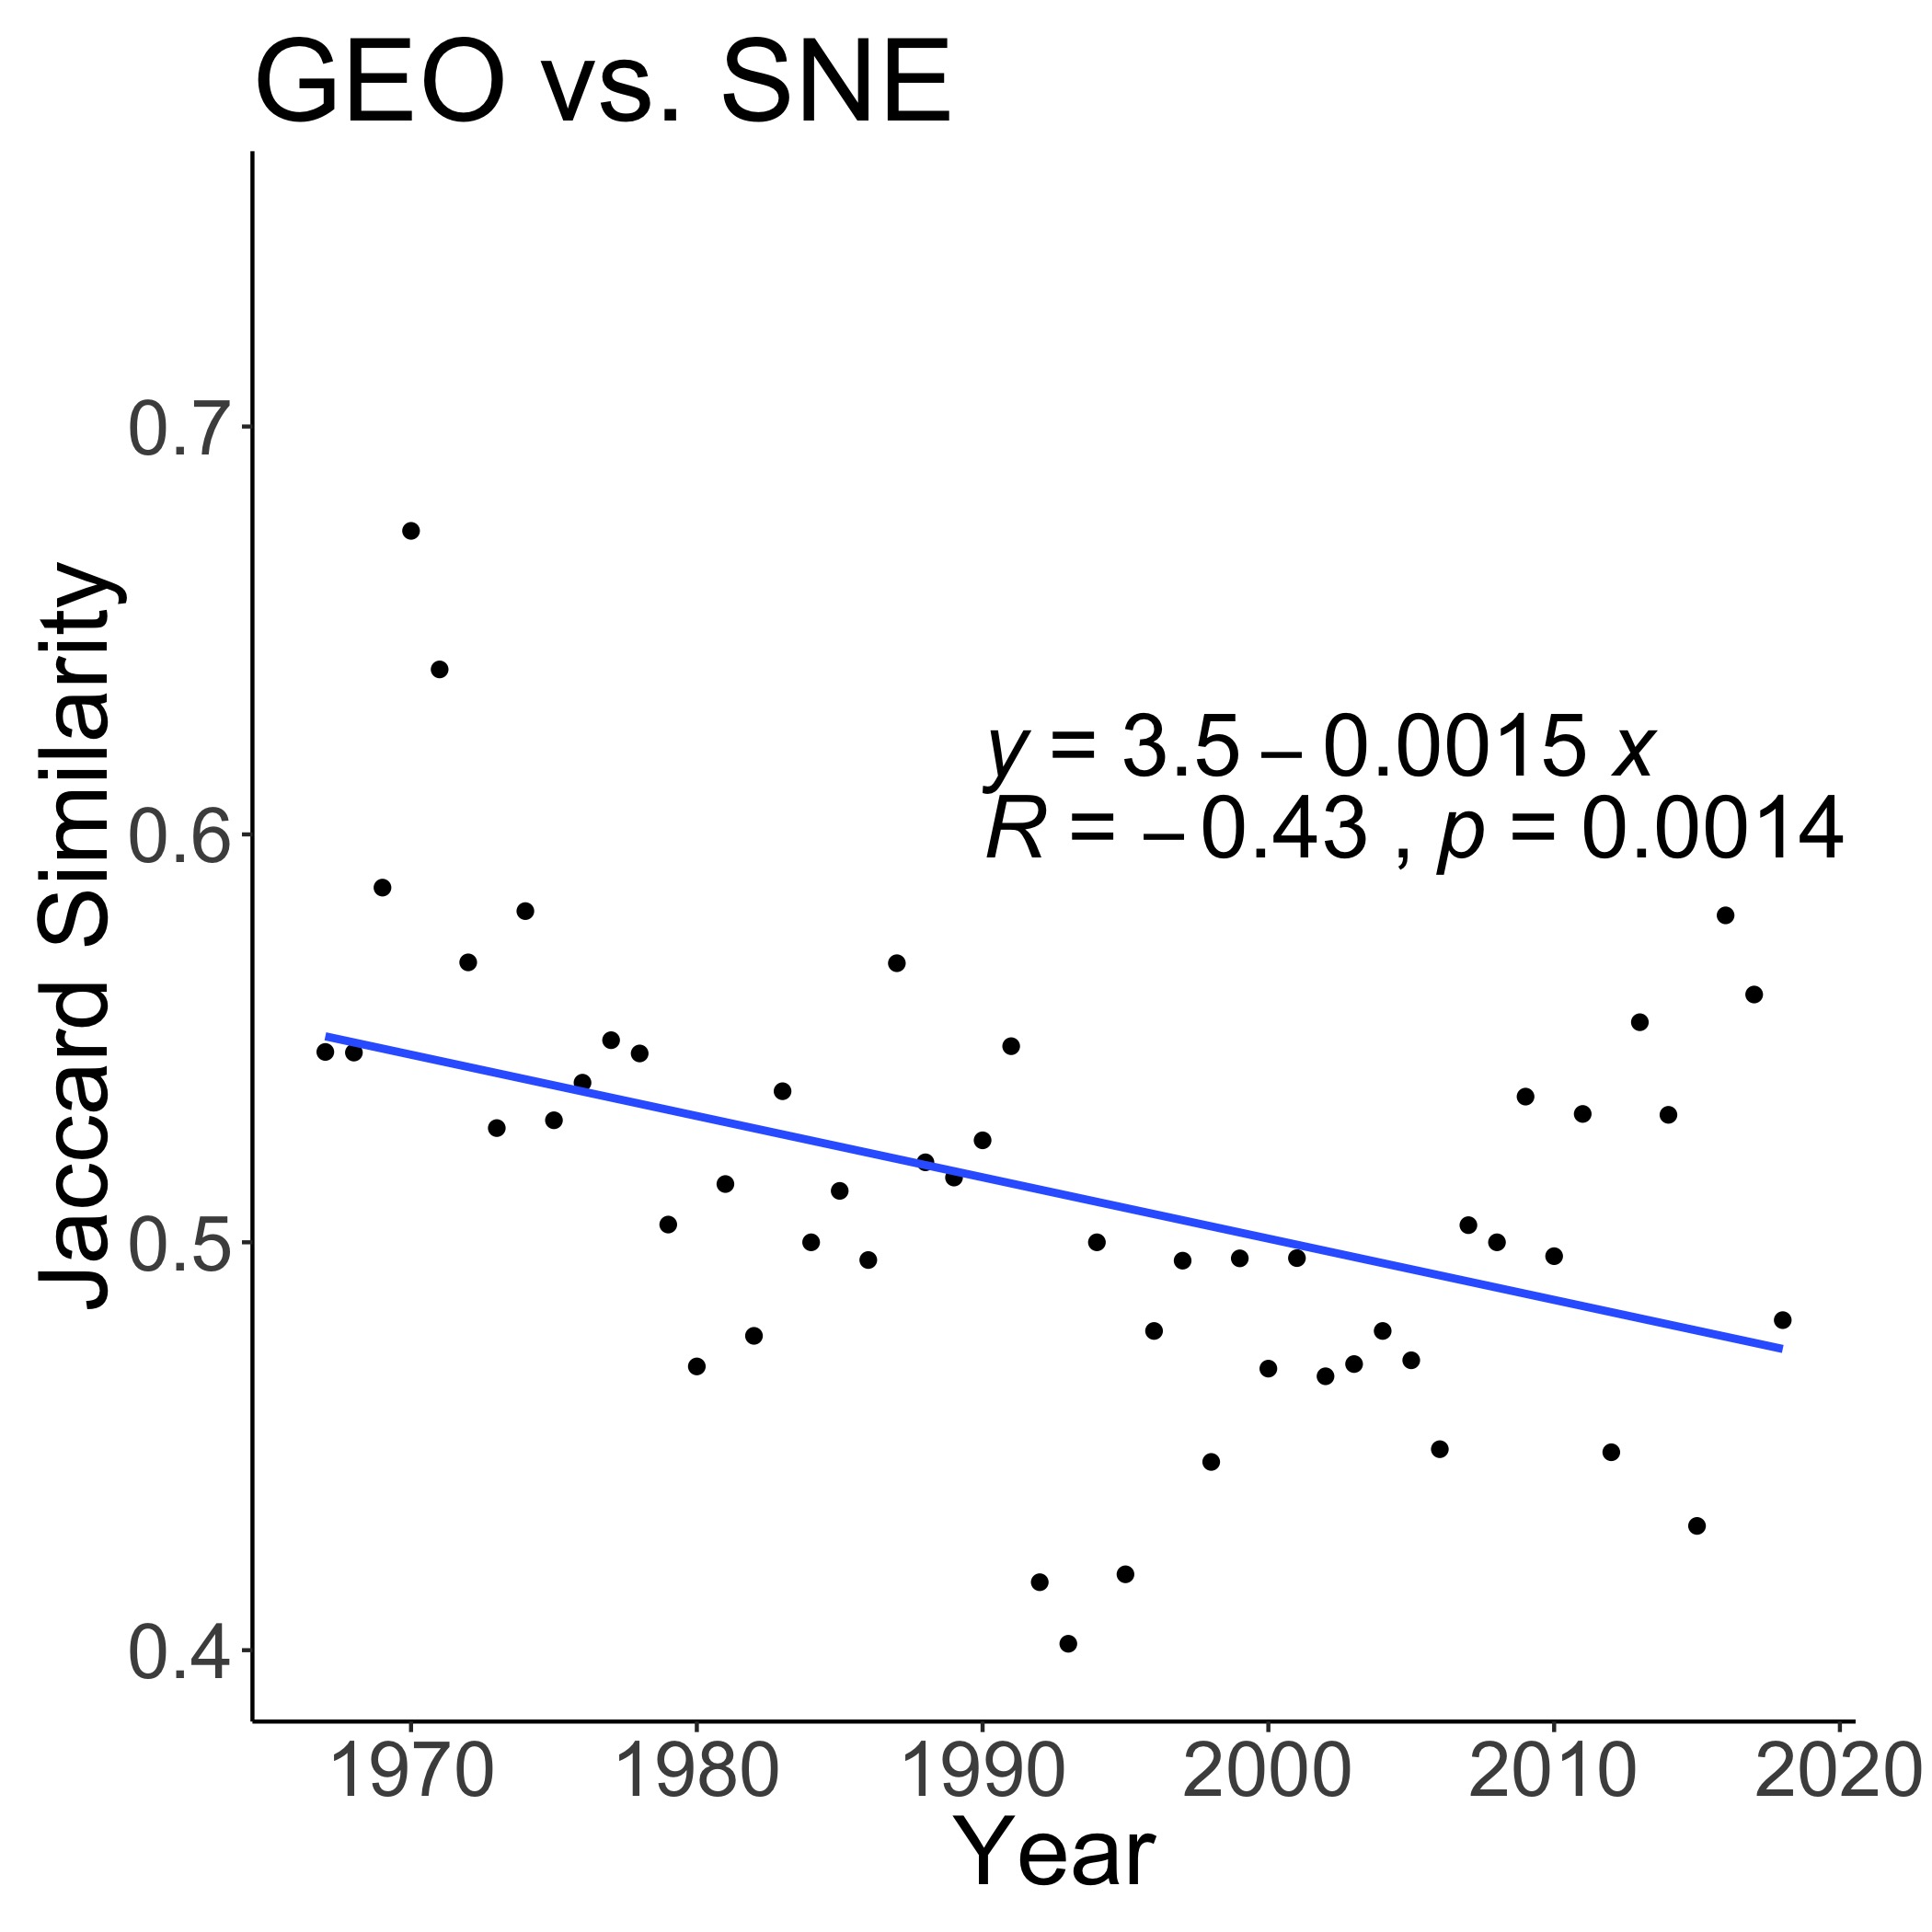 GEO vs. SNE
Jaccard Similarity
0.7
0.6
0.5
0.4
y = 3.5 – 0.0015 x
R = – 0.43 , p = 0.0014
1970 1980 1990 2000 2010 2020
Year